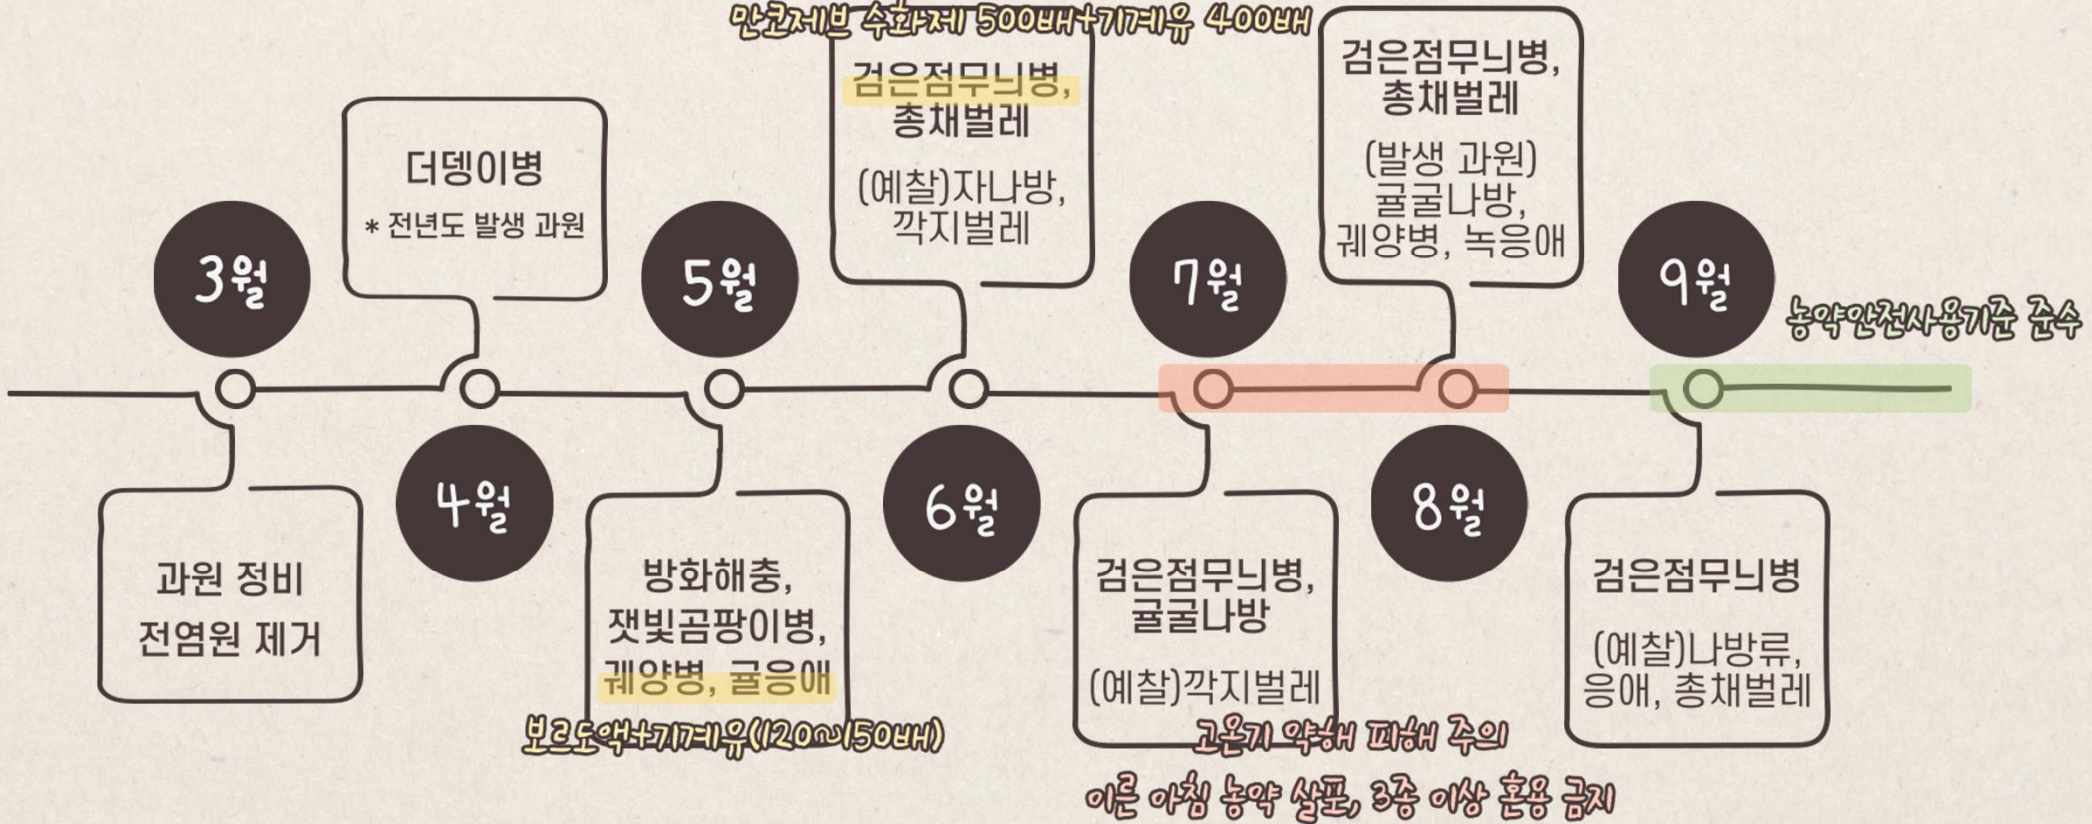 3월
과원 정비
전염원 제거
더뎅이병
* 전년도 발생 과원
4월
5월
방화해충,
잿빛곰팡이병,
궤양병, 귤응애
보르도액+기계유(120~150배)
만코제브 수화제 500배+기계유 400배
검은점무늬병,
총채벌레
(예찰)자나방,
깍지벌레
6월
7월
검은점무늬병,
귤굴나방
(예찰)깍지벌레
고온기 약해 피해 주의
이른 아침 농약 살포, 3종 이상 혼용 금지
검은점무늬병,
총채벌레
(발생 과원)
귤굴나방,
궤양병, 녹응애
8월
9월
농약안전사용기준 준수
검은점무늬병
(예찰)나방류,
응애, 총채벌레